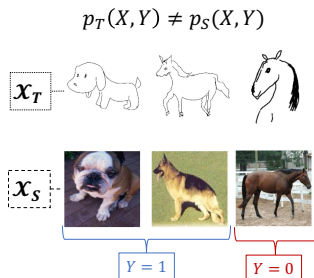 p_T(X, Y) ≠ p_S(X, Y)
𝒳_T
𝒳_S
Y = 1
Y = 0